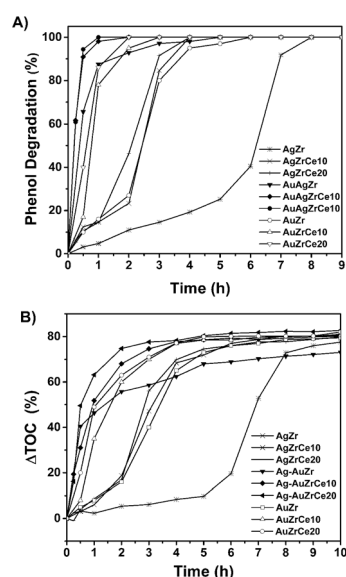 A)
Phenol Degradation (%)
100
80
60
40
20
0
AgZr
AgZrCe10
AgZrCe20
AuAgZr
AuAgZrCe10
AuAgZrCe10
AuZr
AuZrCe10
AuZrCe20
0 1 2 3 4 5 6 7 8 9
Time (h)
B)
ΔTOC (%)
80
60
40
20
0
AgZr
AgZrCe10
AgZrCe20
Ag-AuZr
Ag-AuZrCe10
Ag-AuZrCe20
AuZr
AuZrCe10
AuZrCe20
0 1 2 3 4 5 6 7 8 9 10
Time (h)